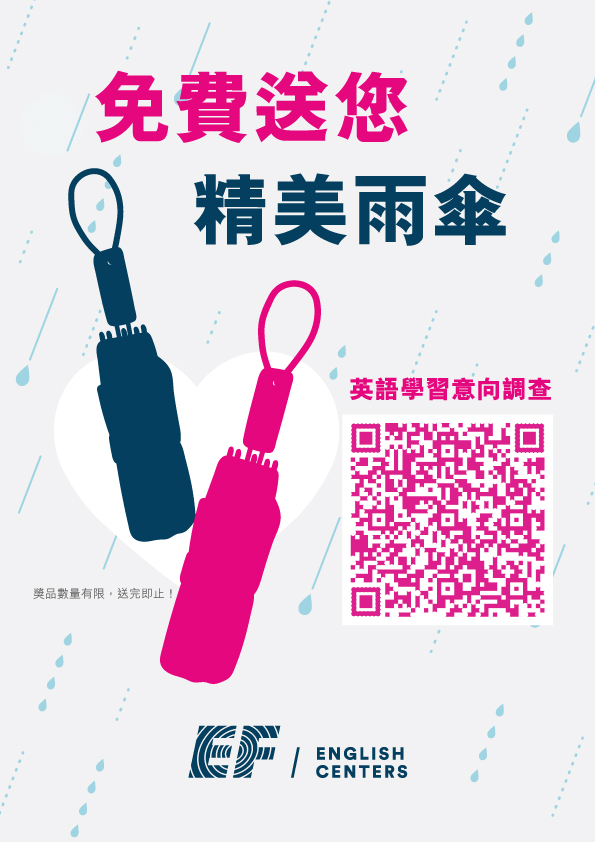 免費送您
精美雨傘
英語學習意向調查
獎品數量有限，送完即止！
EF / ENGLISH
CENTERS